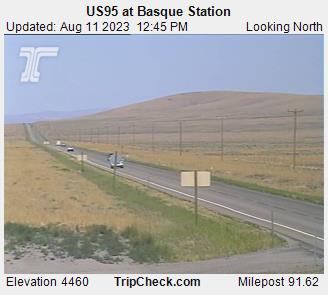 US95 at Basque Station
Updated: Aug 11 2023 12:45 PM Looking North
Elevation 4460 TripCheck.com Milepost 91.62